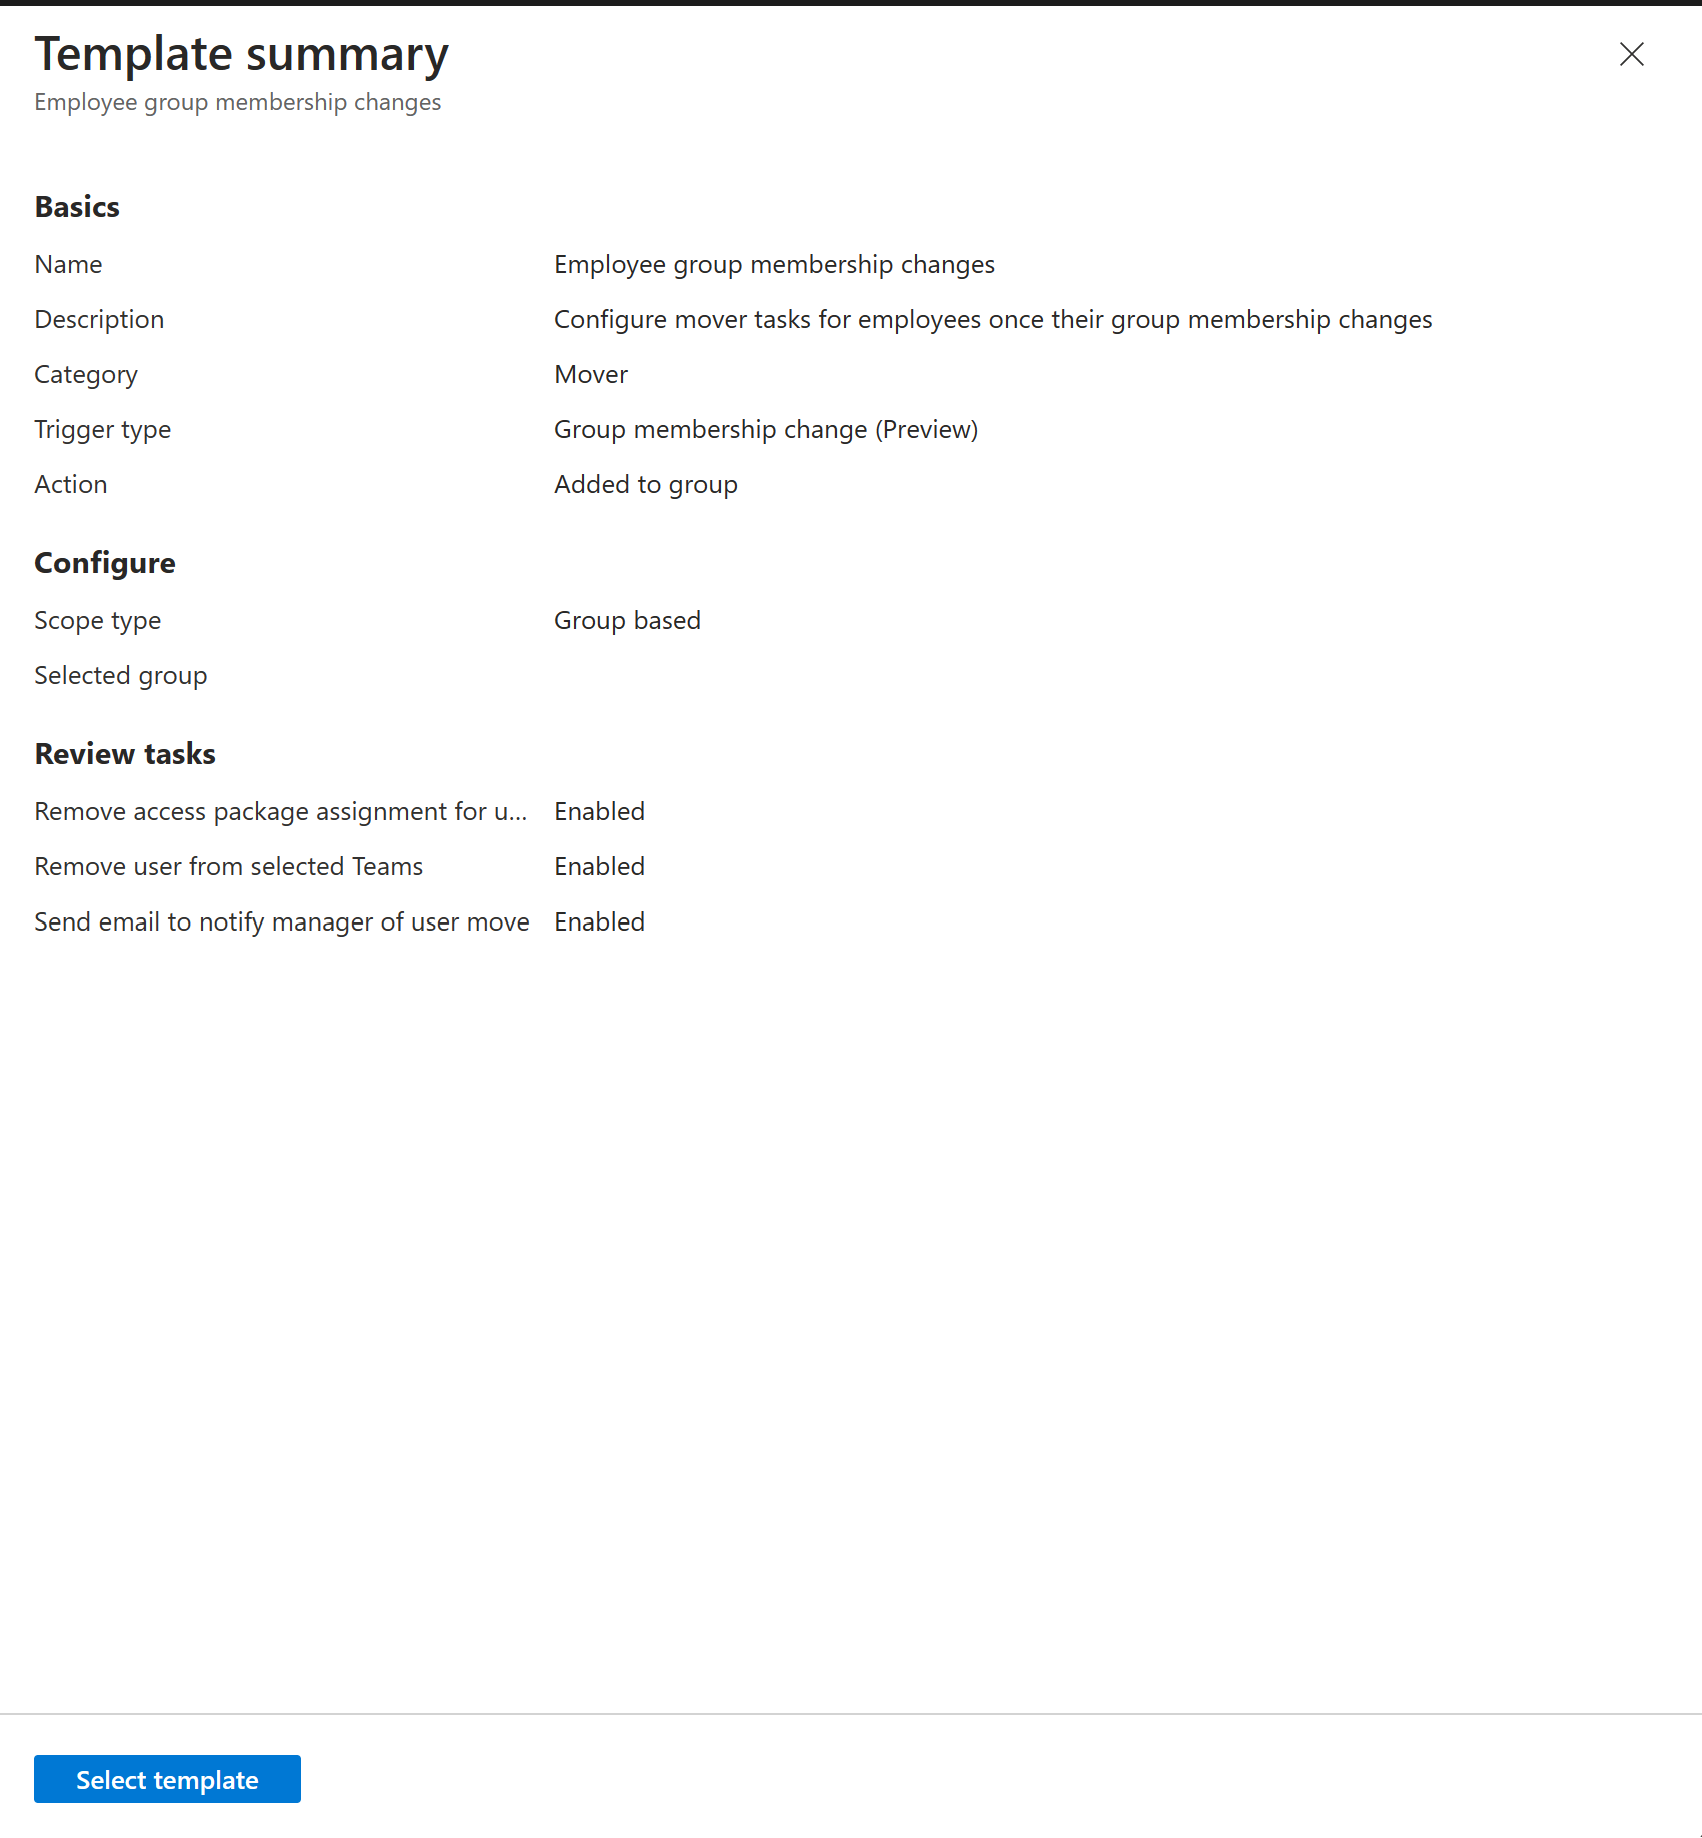 Template summary
Employee group membership changes
Basics
Name Employee group membership changes
Description Configure mover tasks for employees once their group membership changes
Category Mover
Trigger type Group membership change (Preview)
Action Added to group
Configure
Scope type Group based
Selected group
Review tasks
Remove access package assignment for u... Enabled
Remove user from selected Teams Enabled
Send email to notify manager of user move Enabled
Select template